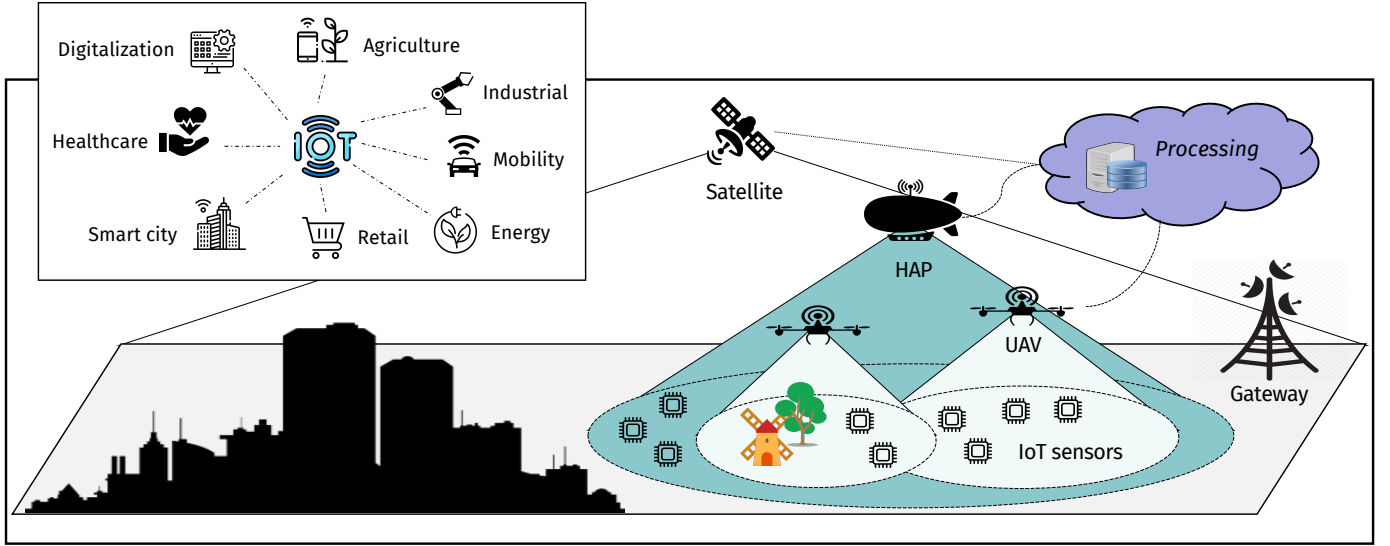 Digitalization
Agriculture
Industrial
Healthcare
IOT
Mobility
Smart city
Retail
Energy
Satellite
Processing
HAP
UAV
Gateway
IoT sensors